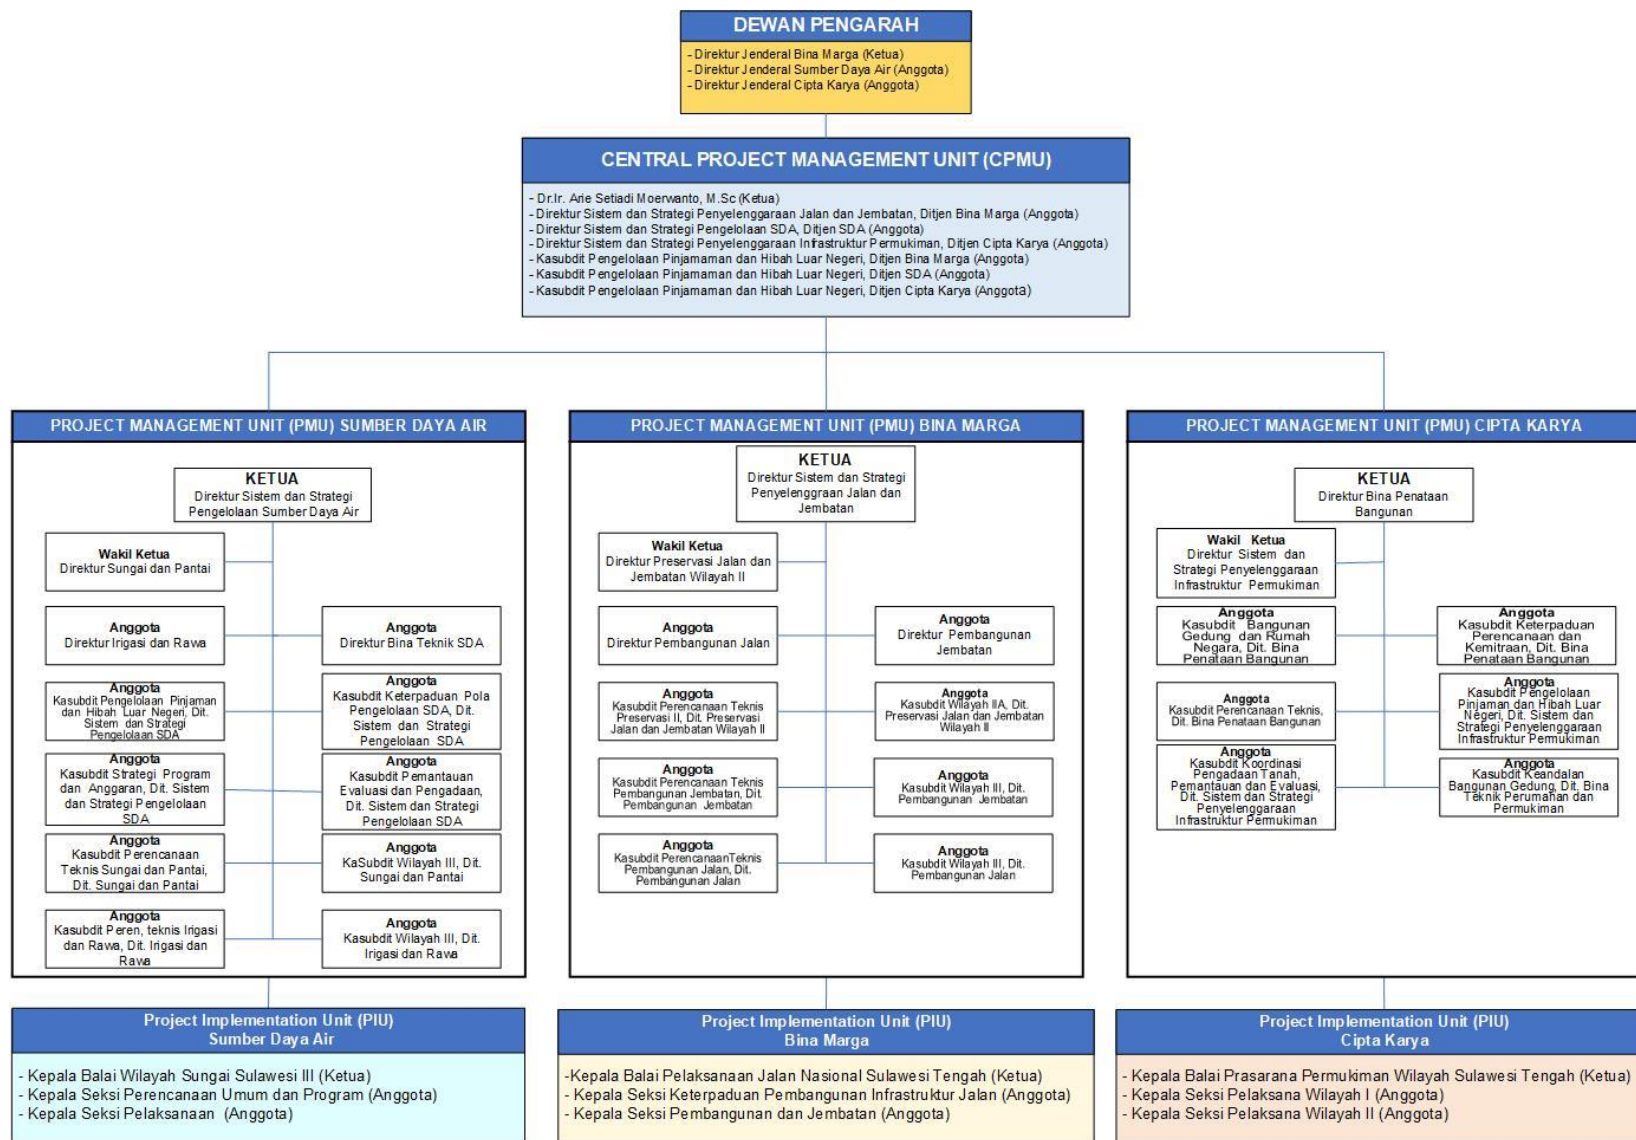 DEWAN PENGARAH
- Direktur Jenderal Bina Marga (Ketua)
- Direktur Jenderal Sumber Daya Air (Anggota)
- Direktur Jenderal Cipta Karya (Anggota)
CENTRAL PROJECT MANAGEMENT UNIT (CPMU)
- Dr.Ir. Arie Setiadi Moerwanto, M.Sc (Ketua)
- Direktur Sistem dan Strategi Penyelenggaraan Jalan dan Jembatan, Ditjen Bina Marga (Anggota)
- Direktur Sistem dan Strategi Pengelolaan SDA, Ditjen SDA (Anggota)
- Direktur Sistem dan Strategi Penyelenggaraan Infrastruktur Permukiman, Ditjen Cipta Karya (Anggota)
- Kasubdit Pengelolaan Pinjamaman dan Hibah Luar Negeri, Ditjen Bina Marga (Anggota)
- Kasubdit Pengelolaan Pinjamaman dan Hibah Luar Negeri, Ditjen SDA (Anggota)
- Kasubdit Pengelolaan Pinjamaman dan Hibah Luar Negeri, Ditjen Cipta Karya (Anggota)
PROJECT MANAGEMENT UNIT (PMU) SUMBER DAYA AIR
KETUA
Direktur Sistem dan Strategi
Pengelolaan Sumber Daya Air
Wakil Ketua
Direktur Sungai dan Pantai
Anggota
Direktur Irigasi dan Rawa
Anggota
Direktur Bina Teknik SDA
Anggota
Kasubdit Pengelolaan Pinjaman
dan Hibah Luar Negeri, Dit.
Sistem dan Strategi
Pengelolaan SDA
Anggota
Kasubdit Keterpaduan Pola
Pengelolaan SDA, Dit.
Sistem dan Strategi
Pengelolaan SDA
Anggota
Kasubdit Strategi Program
dan Anggaran, Dit. Sistem
dan Strategi Pengelolaan
SDA
Anggota
Kasubdit Pemantauan
Evaluasi dan Pengadaan,
Dit. Sistem dan Strategi
Pengelolaan SDA
Anggota
Kasubdit Perencanaan
Teknis Sungai dan Pantai,
Dit. Sungai dan Pantai
Anggota
KaSubdit Wilayah III, Dit.
Sungai dan Pantai
Anggota
Kasubdit Peren, teknis Irigasi
dan Rawa, Dit. Irigasi dan
Rawa
Anggota
Kasubdit Wilayah III, Dit.
Irigasi dan Rawa
PROJECT MANAGEMENT UNIT (PMU) BINA MARGA
KETUA
Direktur Sistem dan Strategi
Penyelenggraan Jalan dan
Jembatan
Wakil Ketua
Direktur Preservasi Jalan dan
Jembatan Wilayah II
Anggota
Direktur Pembangunan Jalan
Anggota
Direktur Pembangunan
Jembatan
Anggota
Kasubdit Perencanaan Teknis
Preservasi II, Dit. Preservasi
Jalan dan Jembatan Wilayah II
Anggota
Kasubdit Wilayah IIA, Dit.
Preservasi Jalan dan Jembatan
Wilayah II
Anggota
Kasubdit Perencanaan Teknis
Pembangunan Jembatan, Dit.
Pembangunan Jembatan
Anggota
Kasubdit Wilayah III, Dit.
Pembangunan Jembatan
Anggota
Kasubdit PerencanaanTeknis
Pembangunan Jalan, Dit.
Pembangunan Jalan
Anggota
Kasubdit Wilayah III, Dit.
Pembangunan Jalan
PROJECT MANAGEMENT UNIT (PMU) CIPTA KARYA
KETUA
Direktur Bina Penataan
Bangunan
Wakil Ketua
Direktur Sistem dan
Strategi Penyelenggaraan
Infrastruktur Permukiman
Anggota
Kasubdit Bangunan
Gedung dan Rumah
Negara, Dit. Bina
Penataan Bangunan
Anggota
Kasubdit Keterpaduan
Perencanaan dan
Kemitraan, Dit. Bina
Penataan Bangunan
Anggota
Kasubdit Perencanaan Teknis,
Dit. Bina Penataan Bangunan
Anggota
Kasubdit Pengelolaan
Pinjaman dan Hibah Luar
Negeri, Dit. Sistem dan
Strategi Penyelenggaraan
Infrastruktur Permukiman
Anggota
Kasubdit Koordinasi
Pengadaan Tanah,
Pemantauan dan Evaluasi,
Dit. Sistem dan Strategi
Penyelenggaraan
Infrastruktur Permukiman
Anggota
Kasubdit Keandalan
Bangunan Gedung, Dit. Bina
Teknik Perumahan dan
Permukiman
Project Implementation Unit (PIU)
Sumber Daya Air
- Kepala Balai Wilayah Sungai Sulawesi III (Ketua)
- Kepala Seksi Perencanaan Umum dan Program (Anggota)
- Kepala Seksi Pelaksanaan (Anggota)
Project Implementation Unit (PIU)
Bina Marga
-Kepala Balai Pelaksanaan Jalan Nasional Sulawesi Tengah (Ketua)
- Kepala Seksi Keterpaduan Pembangunan Infrastruktur Jalan (Anggota)
- Kepala Seksi Pembangunan dan Jembatan (Anggota)
Project Implementation Unit (PIU)
Cipta Karya
- Kepala Balai Prasarana Permukiman Wilayah Sulawesi Tengah (Ketua)
- Kepala Seksi Pelaksana Wilayah I (Anggota)
- Kepala Seksi Pelaksana Wilayah II (Anggota)